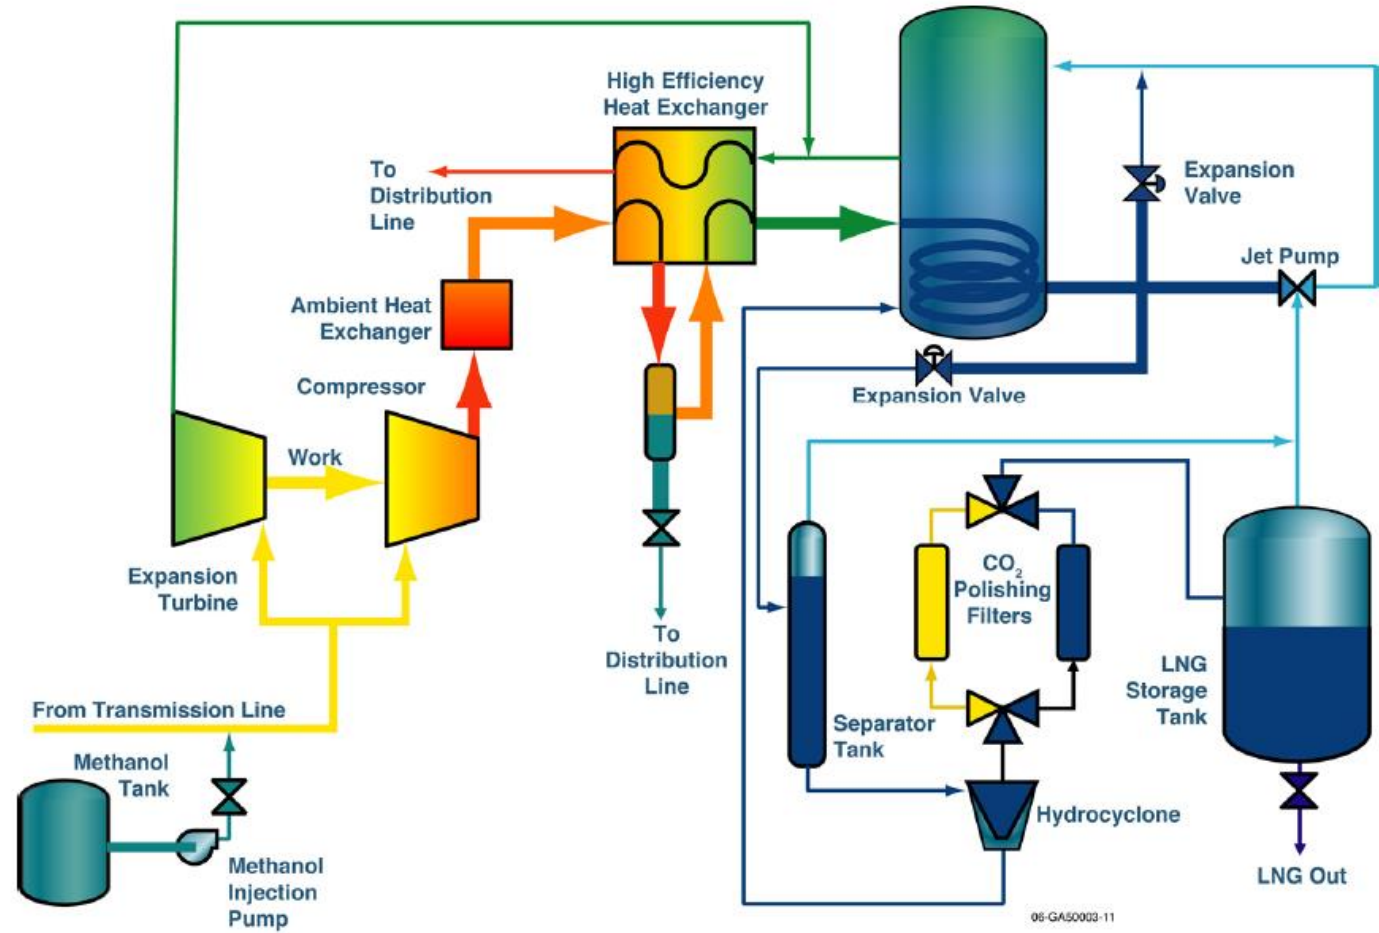 High Efficiency
Heat Exchanger
To
Distribution
Line
Expansion
Valve
Jet Pump
Ambient Heat
Exchanger
Compressor
Expansion Valve
Work
Expansion
Turbine
CO₂
Polishing
Filters
To
Distribution
Line
LNG
Storage
Tank
From Transmission Line
Separator
Tank
Methanol
Tank
Hydrocyclone
Methanol
Injection
Pump
LNG Out
06-GA50003-11